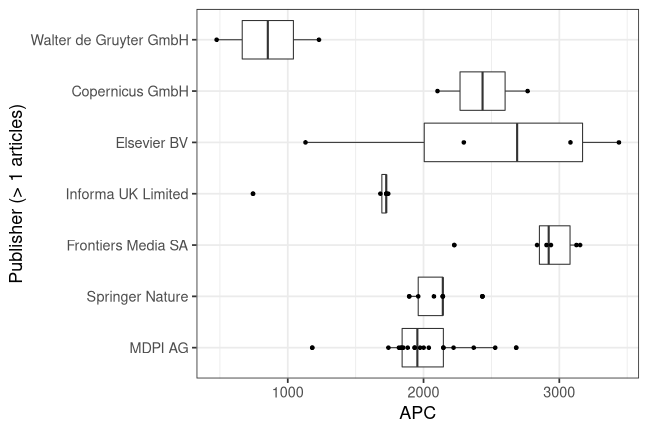 Publisher (> 1 articles)
Walter de Gruyter GmbH
Copernicus GmbH
Elsevier BV
Informa UK Limited
Frontiers Media SA
Springer Nature
MDPI AG
1000 2000 3000
APC